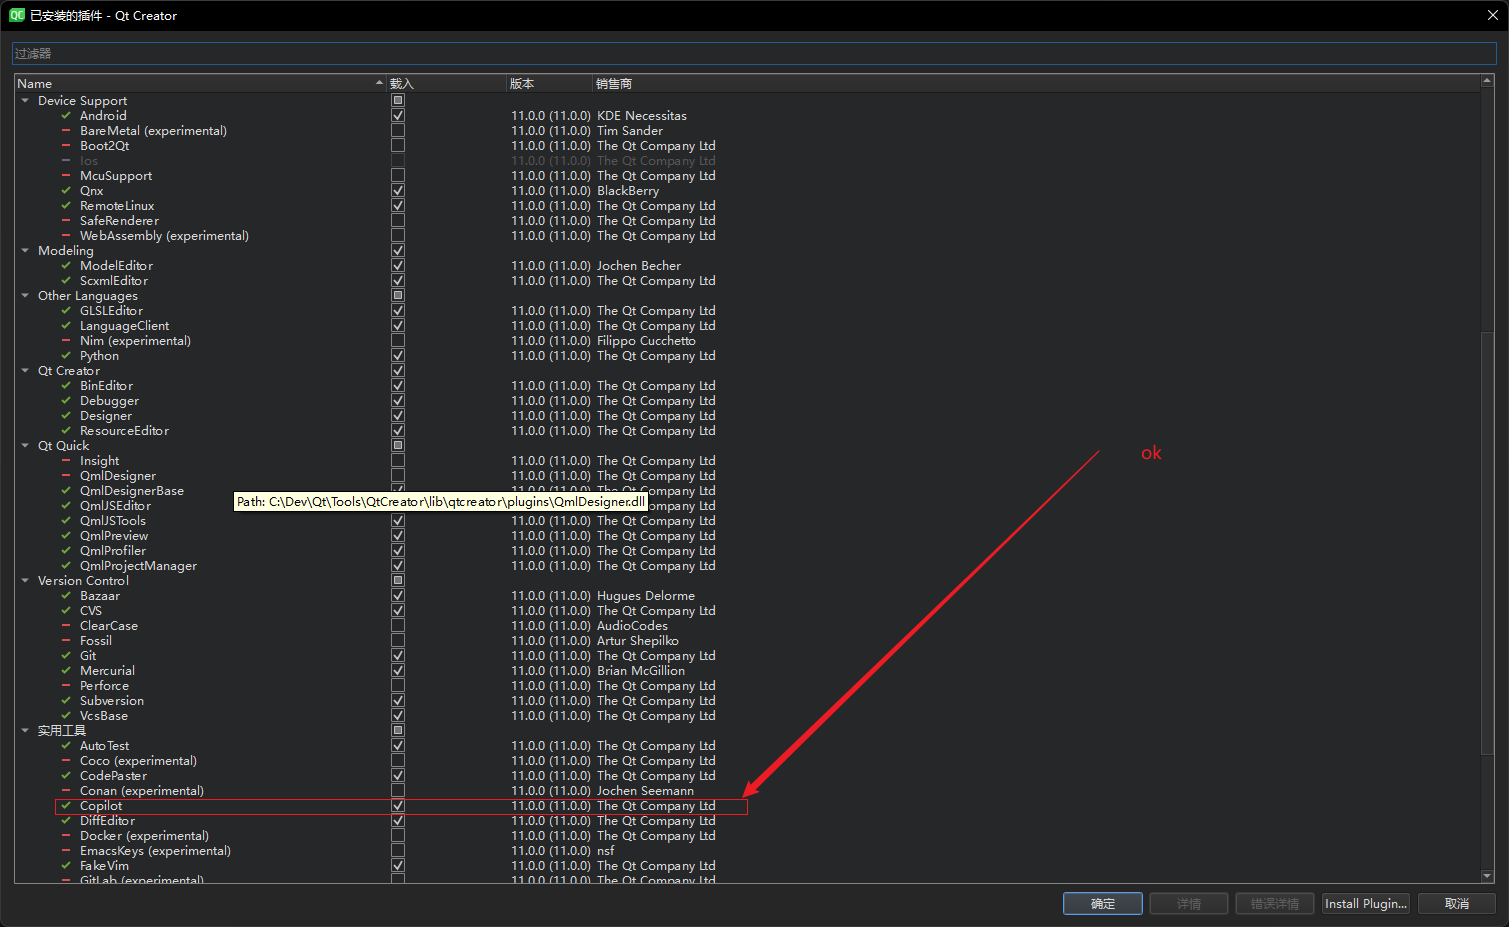 已安装的插件 - Qt Creator
过滤器
Name 载入 版本 销售商
Device Support
Android 11.0.0 (11.0.0) KDE Necessitas
BareMetal (experimental) 11.0.0 (11.0.0) Tim Sander
Boot2Qt 11.0.0 (11.0.0) The Qt Company Ltd
Ios 11.0.0 (11.0.0) The Qt Company Ltd
McuSupport 11.0.0 (11.0.0) The Qt Company Ltd
Qnx 11.0.0 (11.0.0) BlackBerry
RemoteLinux 11.0.0 (11.0.0) The Qt Company Ltd
SafeRenderer 11.0.0 (11.0.0) The Qt Company Ltd
WebAssembly (experimental) 11.0.0 (11.0.0) The Qt Company Ltd
Modeling
ModelEditor 11.0.0 (11.0.0) Jochen Becher
ScxmlEditor 11.0.0 (11.0.0) The Qt Company Ltd
Other Languages
GLSLEditor 11.0.0 (11.0.0) The Qt Company Ltd
LanguageClient 11.0.0 (11.0.0) The Qt Company Ltd
Nim (experimental) 11.0.0 (11.0.0) Filippo Cucchetto
Python 11.0.0 (11.0.0) The Qt Company Ltd
Qt Creator
BinEditor 11.0.0 (11.0.0) The Qt Company Ltd
Debugger 11.0.0 (11.0.0) The Qt Company Ltd
Designer 11.0.0 (11.0.0) The Qt Company Ltd
ResourceEditor 11.0.0 (11.0.0) The Qt Company Ltd
Qt Quick
ok
Insight 11.0.0 (11.0.0) The Qt Company Ltd
QmlDesigner 11.0.0 (11.0.0) The Qt Company Ltd
QmlDesignerBase 11.0.0 (11.0.0) The Qt Company Ltd
Path: C:\Dev\Qt\Tools\QtCreator\lib\qtcreator\plugins\QmlDesigner.dll
QmlJSEditor Qt Company Ltd
QmlJSTools 11.0.0 (11.0.0) The Qt Company Ltd
QmlPreview 11.0.0 (11.0.0) The Qt Company Ltd
QmlProfiler 11.0.0 (11.0.0) The Qt Company Ltd
QmlProjectManager 11.0.0 (11.0.0) The Qt Company Ltd
Version Control
Bazaar 11.0.0 (11.0.0) Hugues Delorme
CVS 11.0.0 (11.0.0) The Qt Company Ltd
ClearCase 11.0.0 (11.0.0) AudioCodes
Fossil 11.0.0 (11.0.0) Artur Shepilko
Git 11.0.0 (11.0.0) The Qt Company Ltd
Mercurial 11.0.0 (11.0.0) Brian McGillion
Perforce 11.0.0 (11.0.0) The Qt Company Ltd
Subversion 11.0.0 (11.0.0) The Qt Company Ltd
VcsBase 11.0.0 (11.0.0) The Qt Company Ltd
实用工具
AutoTest 11.0.0 (11.0.0) The Qt Company Ltd
Coco (experimental) 11.0.0 (11.0.0) The Qt Company Ltd
CodePaster 11.0.0 (11.0.0) The Qt Company Ltd
Conan (experimental) 11.0.0 (11.0.0) Jochen Seemann
Copilot 11.0.0 (11.0.0) The Qt Company Ltd
DiffEditor 11.0.0 (11.0.0) The Qt Company Ltd
Docker (experimental) 11.0.0 (11.0.0) The Qt Company Ltd
EmacsKeys (experimental) 11.0.0 (11.0.0) nsf
FakeVim 11.0.0 (11.0.0) The Qt Company Ltd
GitLab (experimental) 11.0.0 (11.0.0) The Qt Company Ltd
确定 详情 错误详情 Install Plugin... 取消